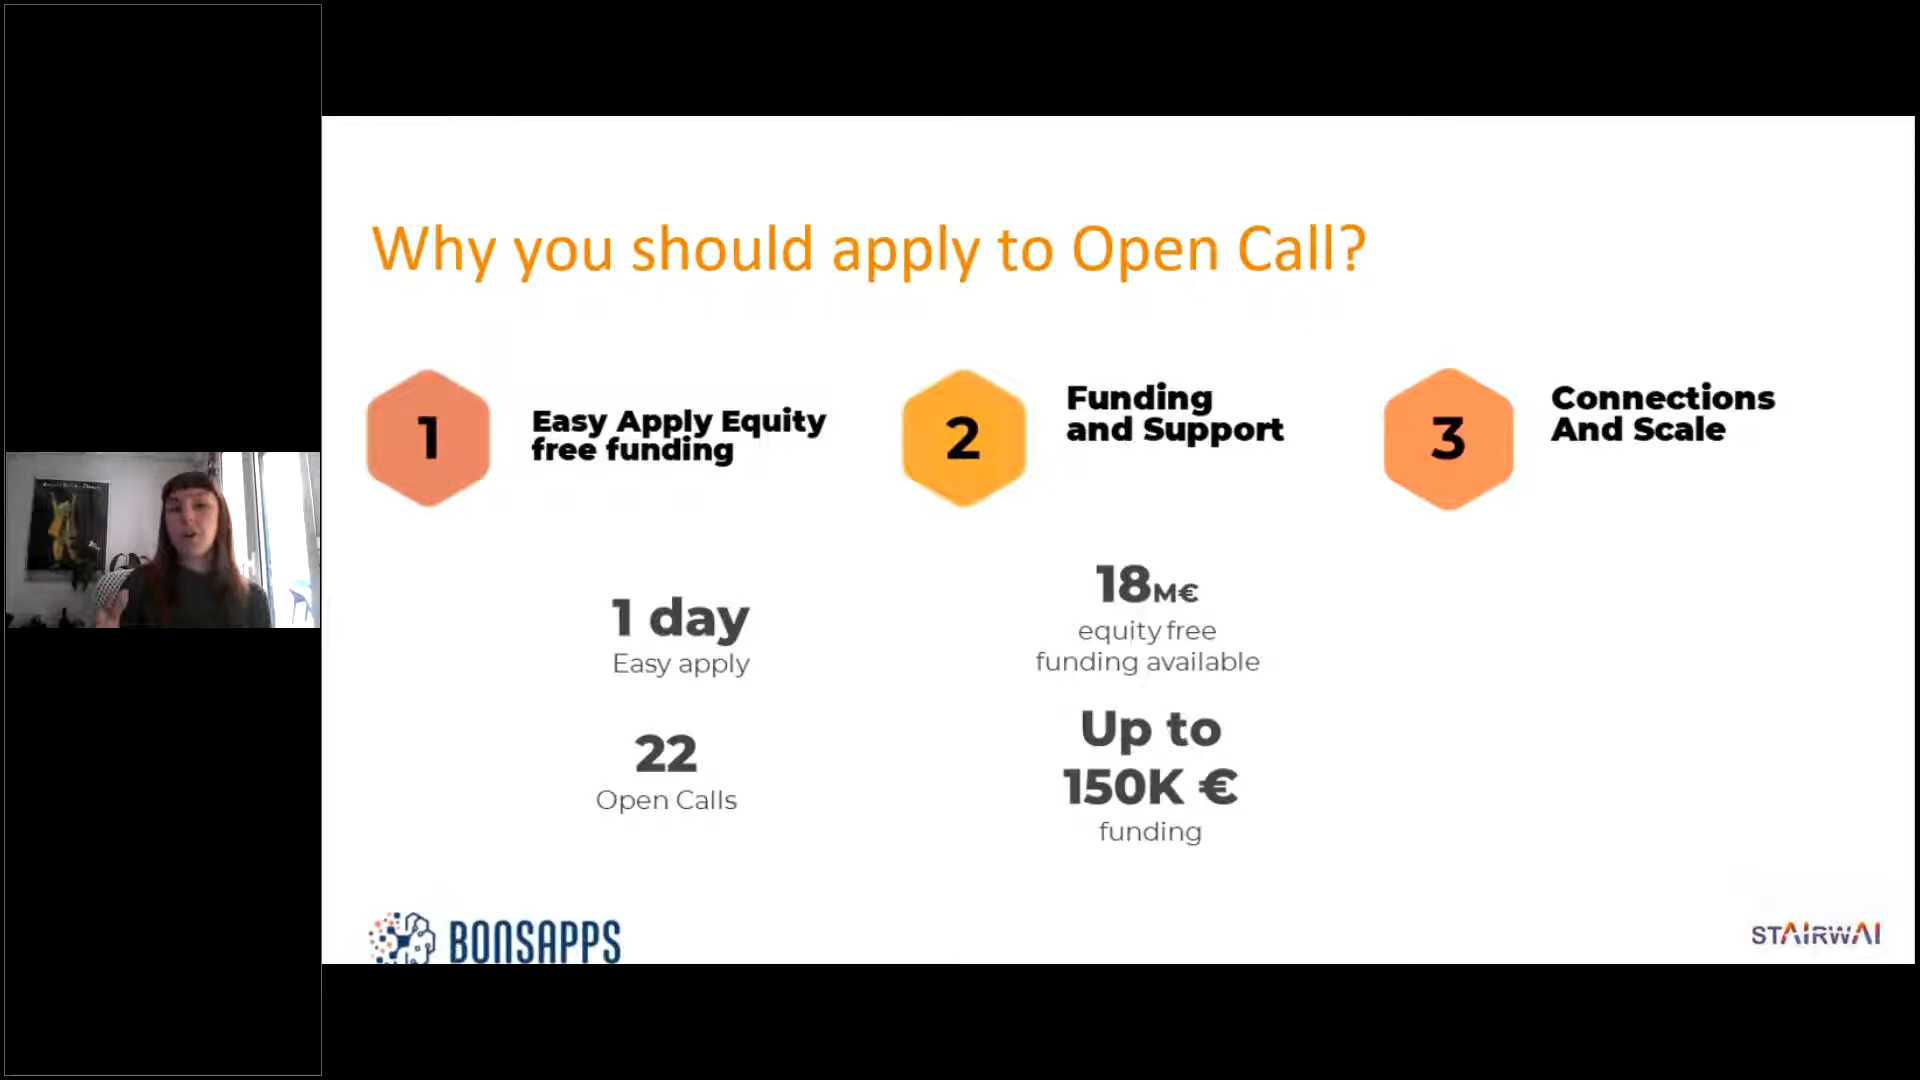 Why you should apply to Open Call?
1
Easy Apply Equity
free funding
2
Funding
and Support
3
Connections
And Scale
1 day
Easy apply
22
Open Calls
18M€
equity free
funding available
Up to
150K €
funding
BONSAPPS
STAIRWAI